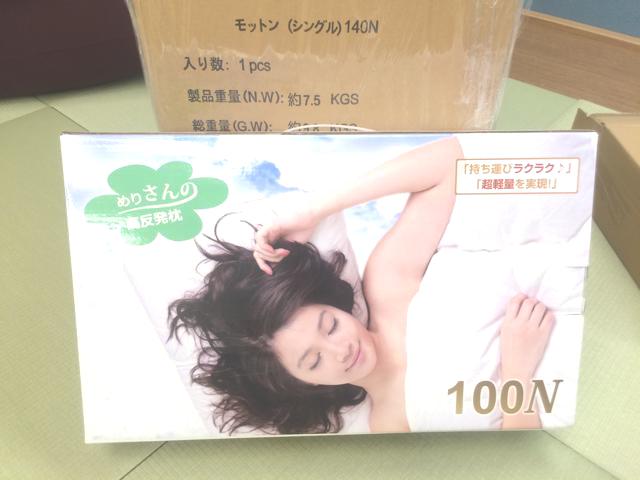 モットン (シングル)140N
入り数: 1pcs
製品重量(N.W): 約7.5 KGS
総重量(G.W):
めりさんの
高反発枕
「持ち運びラクラク♪」
「超軽量を実現!」
100N